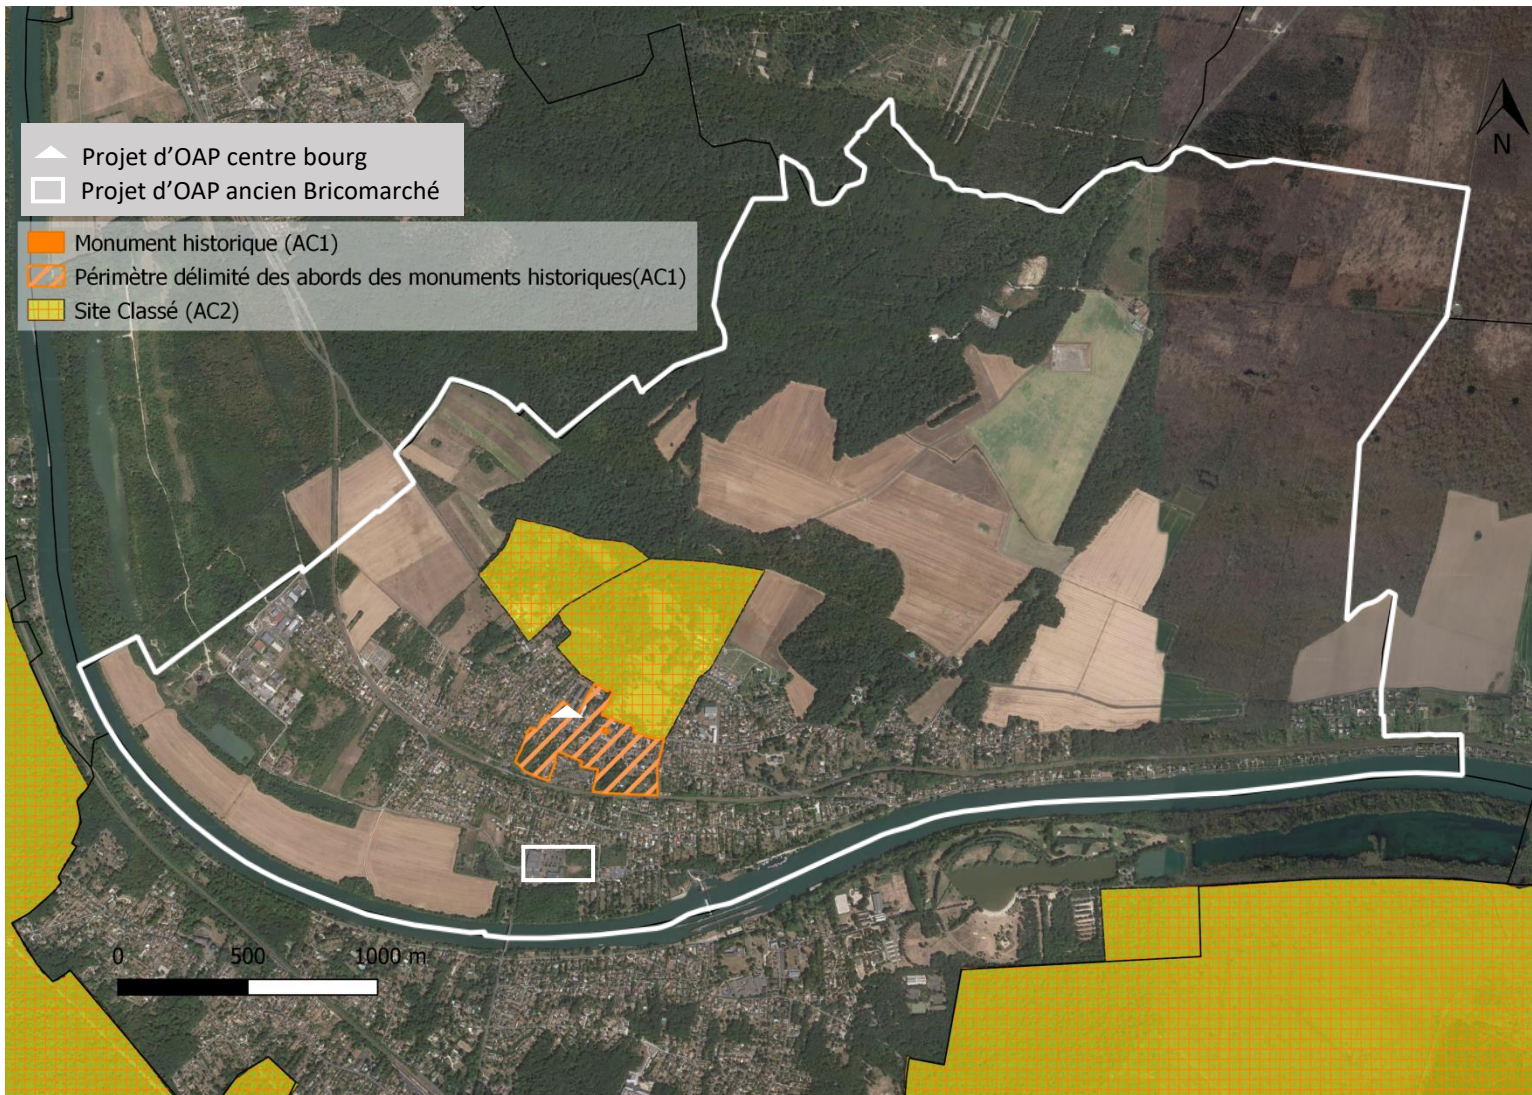 Projet d’OAP centre bourg
Projet d’OAP ancien Bricomarché
Monument historique (AC1)
Périmètre délimité des abords des monuments historiques(AC1)
Site Classé (AC2)
N
0 500 1000 m